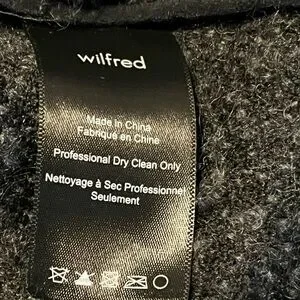 wilfred
Made in China
Fabriqué en Chine
Professional Dry Clean Only
Nettoyage à Sec Professionnel
Seulement